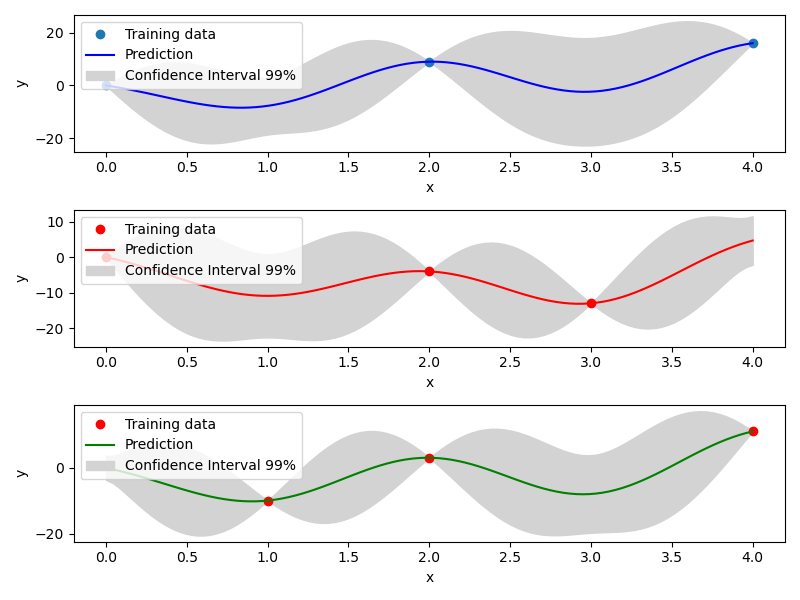 Training data
Prediction
Confidence Interval 99%
y
20
0
−20
0.0 0.5 1.0 1.5 2.0 2.5 3.0 3.5 4.0
x
Training data
Prediction
Confidence Interval 99%
y
10
0
−10
−20
0.0 0.5 1.0 1.5 2.0 2.5 3.0 3.5 4.0
x
Training data
Prediction
Confidence Interval 99%
y
0
−20
0.0 0.5 1.0 1.5 2.0 2.5 3.0 3.5 4.0
x